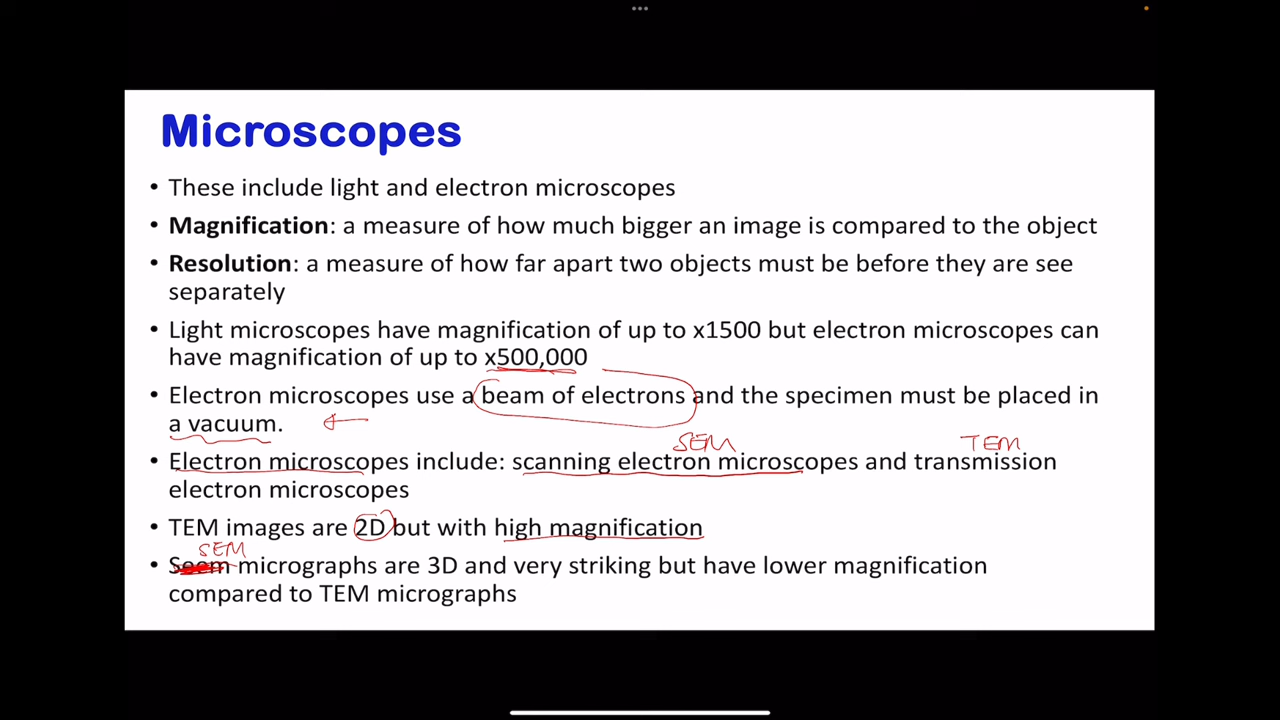 Microscopes
• These include light and electron microscopes
• Magnification: a measure of how much bigger an image is compared to the object
• Resolution: a measure of how far apart two objects must be before they are see
separately
• Light microscopes have magnification of up to x1500 but electron microscopes can
have magnification of up to x500,000
• Electron microscopes use a beam of electrons and the specimen must be placed in
a vacuum.
SEM TEM
• Electron microscopes include: scanning electron microscopes and transmission
electron microscopes
• TEM images are 2D but with high magnification
SEM
• Seem micrographs are 3D and very striking but have lower magnification
compared to TEM micrographs